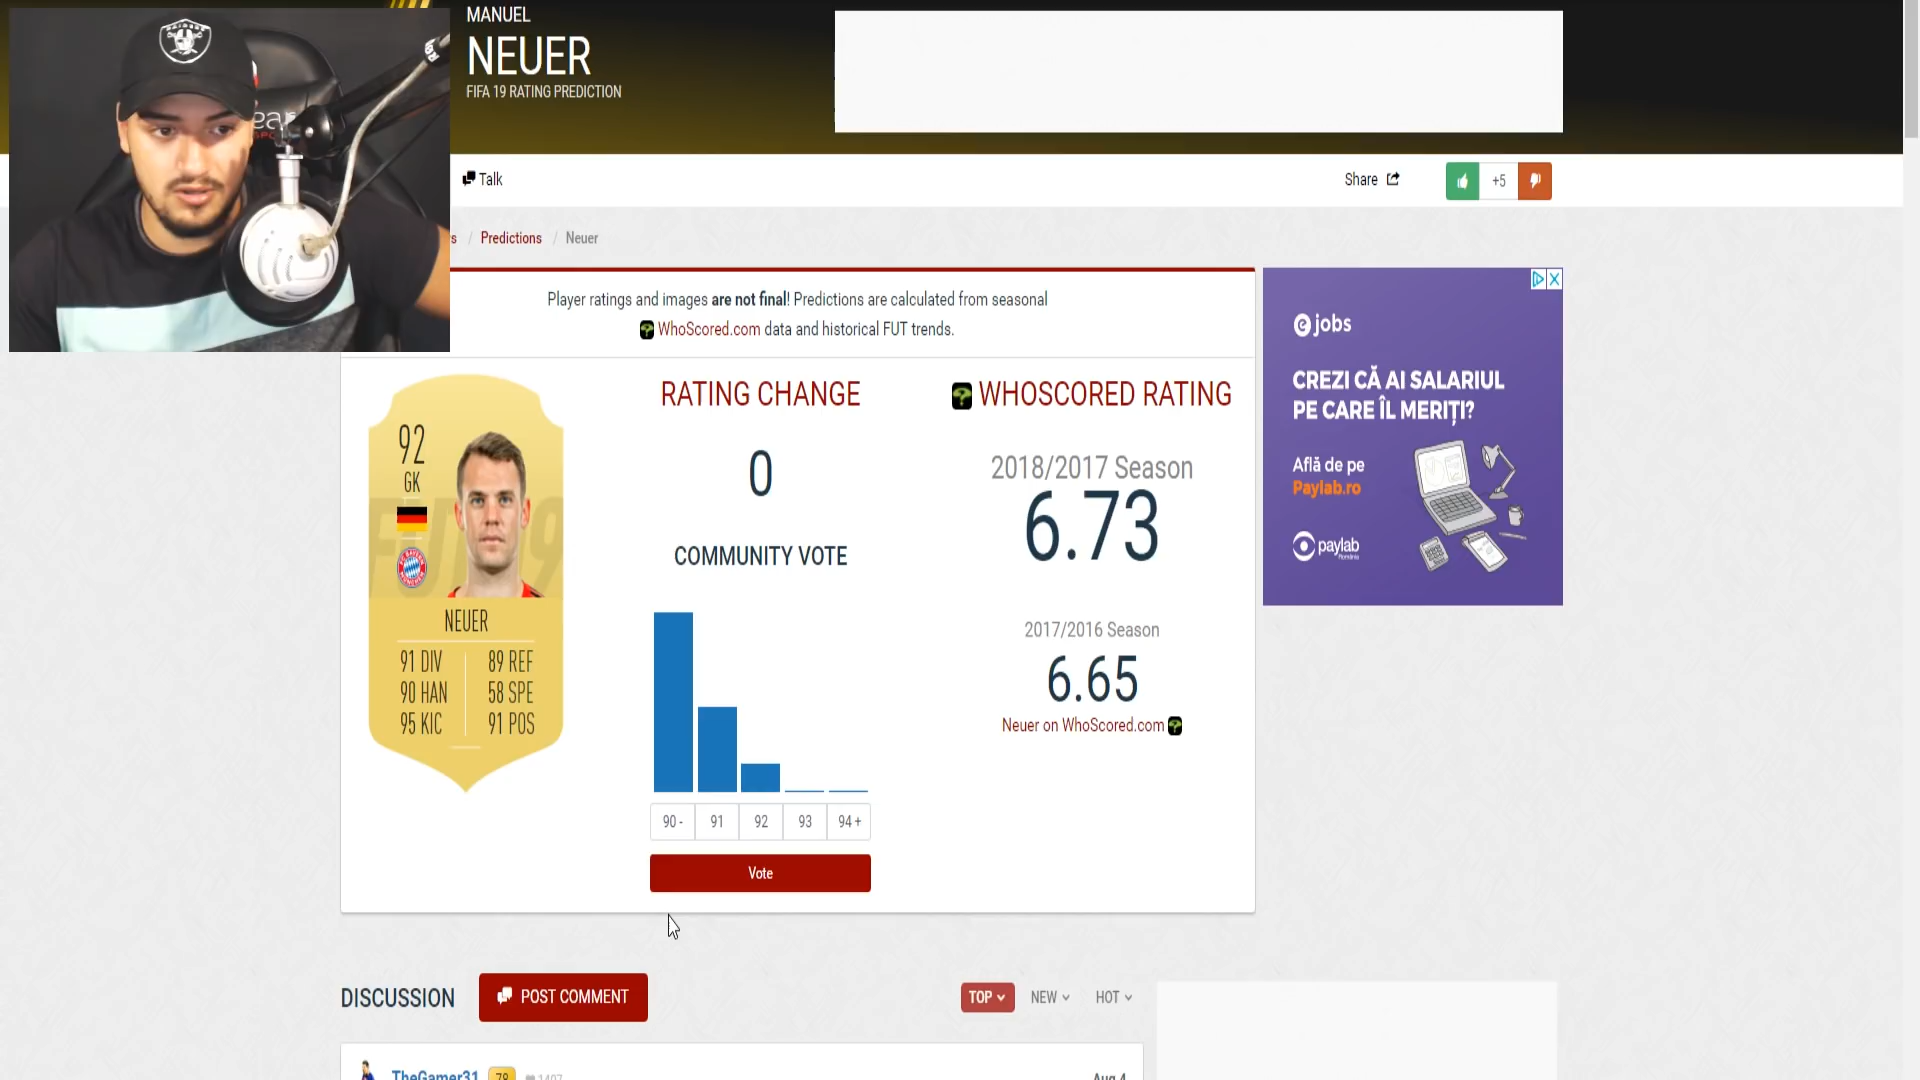 MANUEL
NEUER
FIFA 19 RATING PREDICTION
Talk
Share
+5
s / Predictions / Neuer
Player ratings and images are not final! Predictions are calculated from seasonal
WhoScored.com data and historical FUT trends.
92
GK
NEUER
91 DIV 89 REF
90 HAN 58 SPE
95 KIC 91 POS
RATING CHANGE
0
COMMUNITY VOTE
90 - 91 92 93 94 +
Vote
WHOSCORED RATING
2018/2017 Season
6.73
2017/2016 Season
6.65
Neuer on WhoScored.com
ejobs
CREZI CĂ AI SALARIUL
PE CARE ÎL MERIȚI?
Află de pe
Paylab.ro
paylab
DISCUSSION
POST COMMENT
TOP NEW HOT
TheGamer31 78 1407
Aug 4